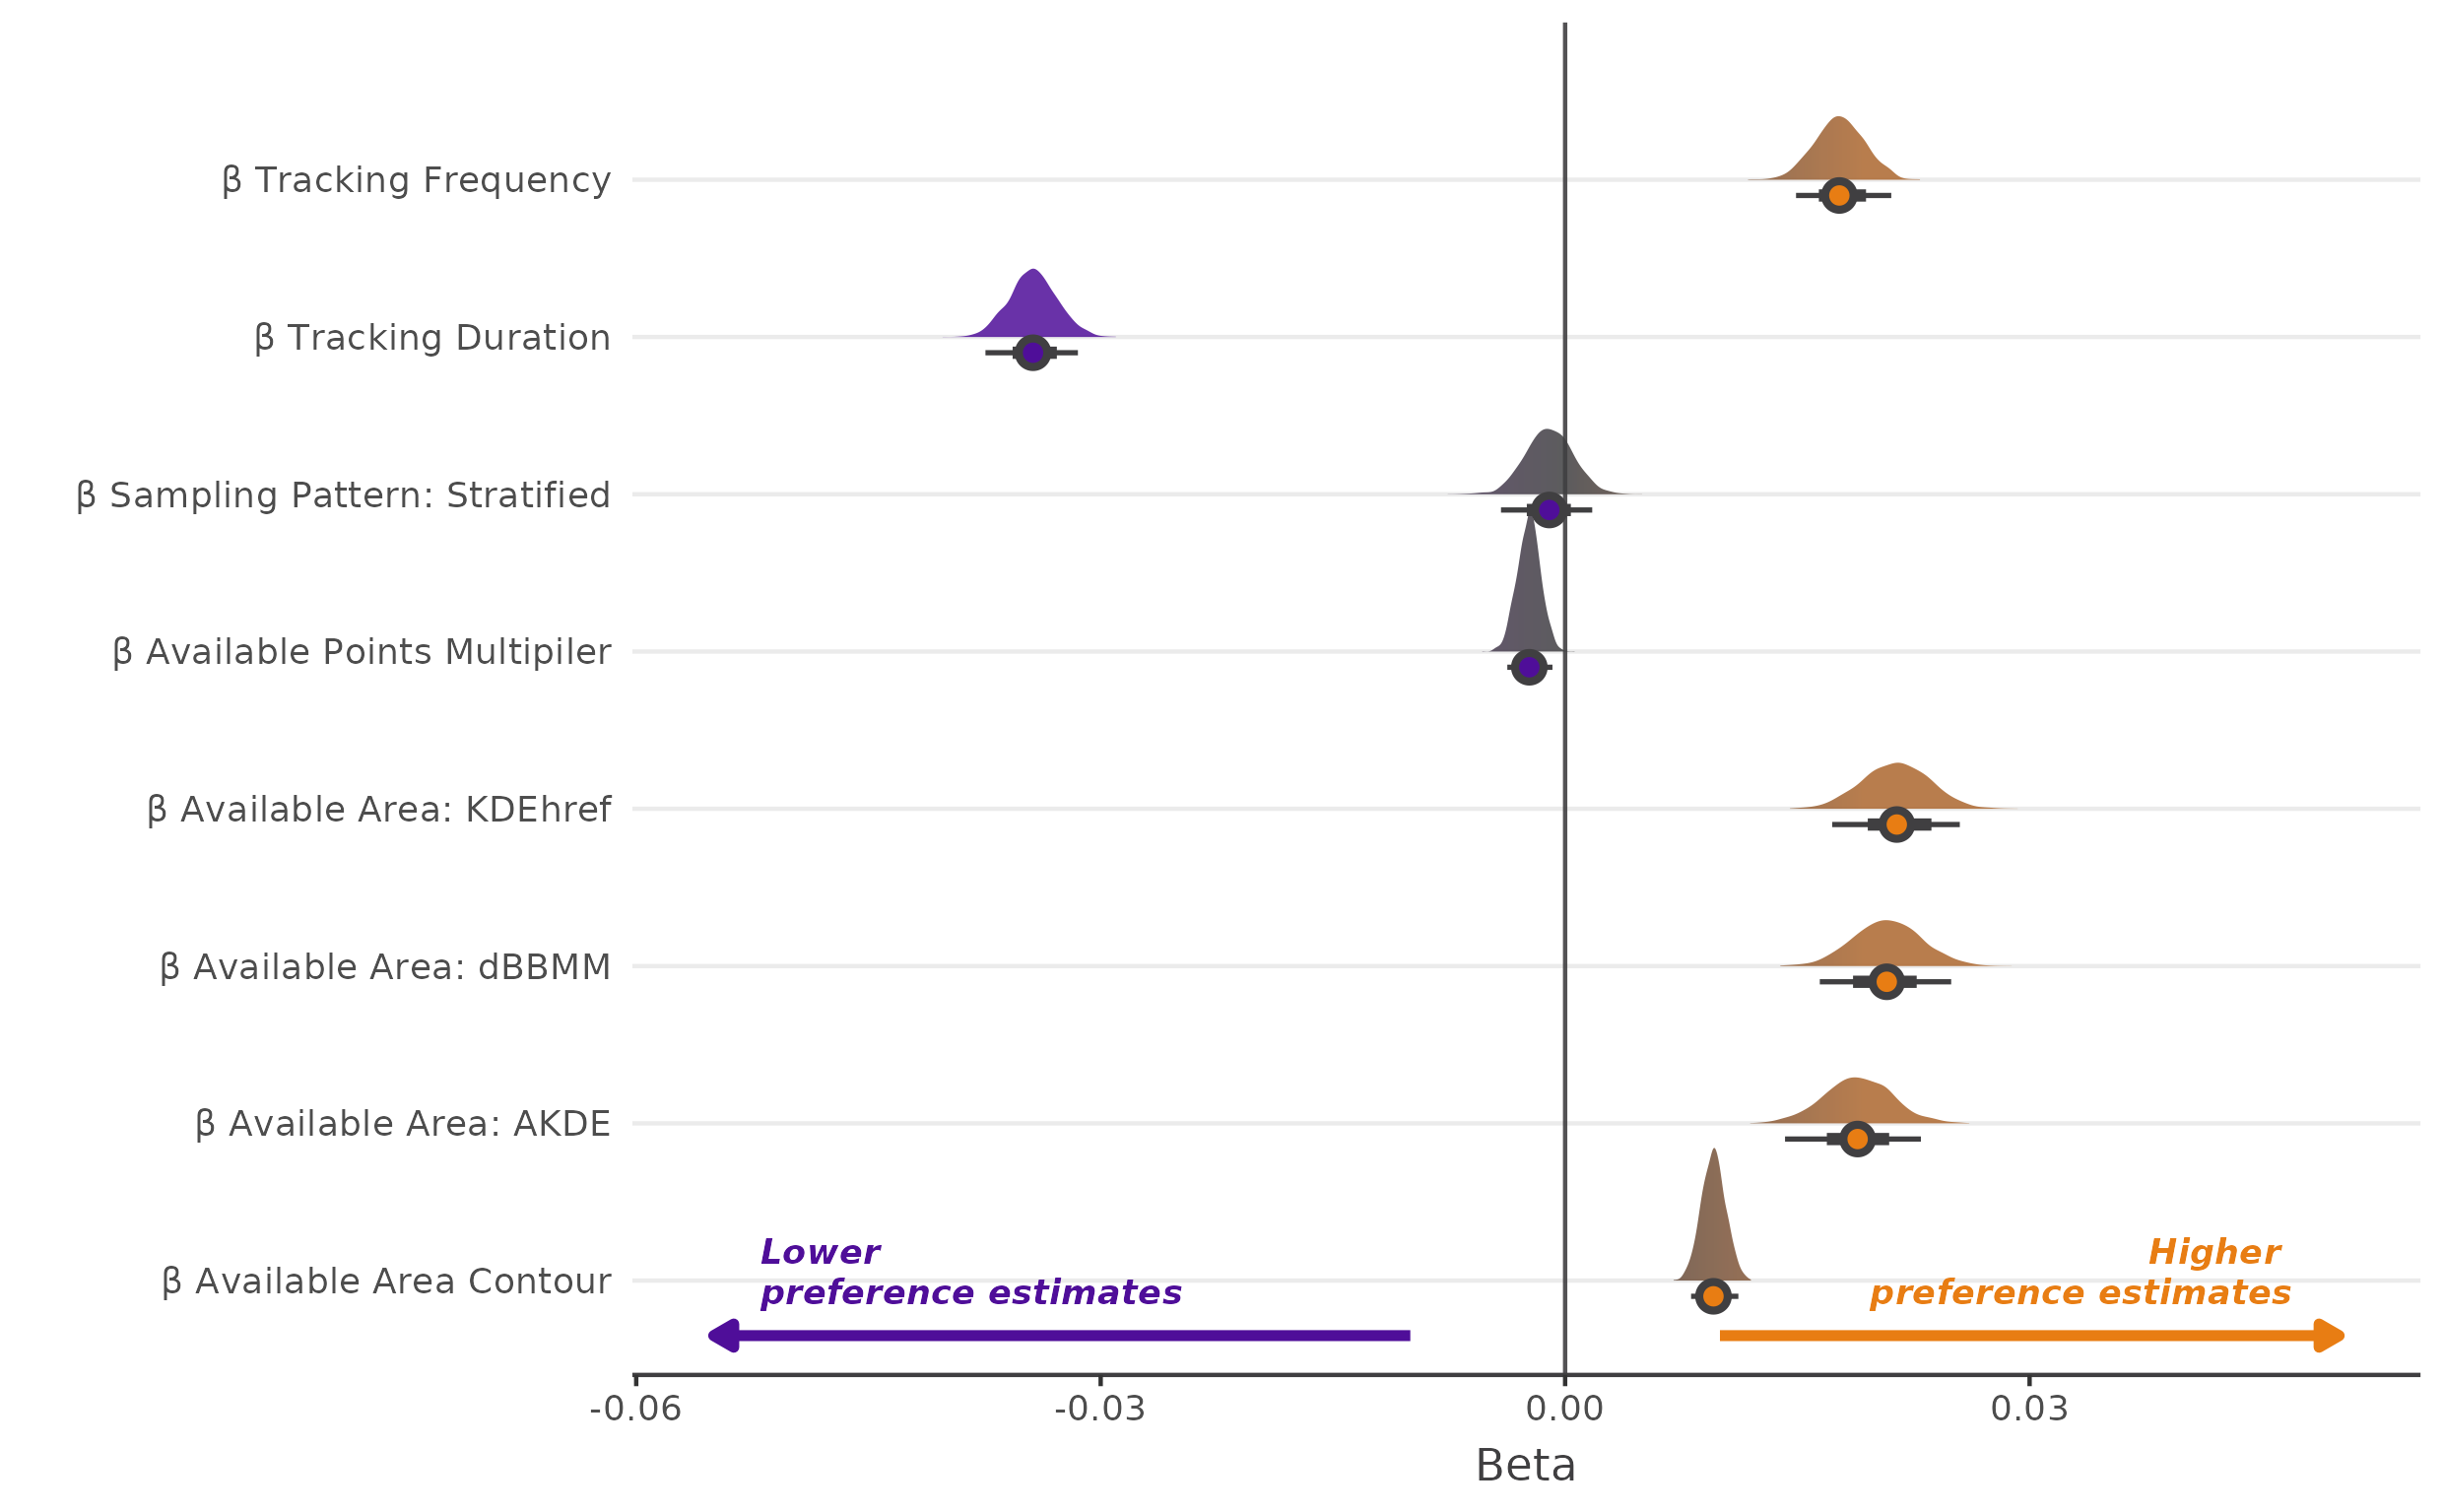 β Tracking Frequency
β Tracking Duration
β Sampling Pattern: Stratified
β Available Points Multipiler
β Available Area: KDEhref
β Available Area: dBBMM
β Available Area: AKDE
β Available Area Contour
Lower
preference estimates
Higher
preference estimates
-0.06
-0.03
0.00
0.03
Beta